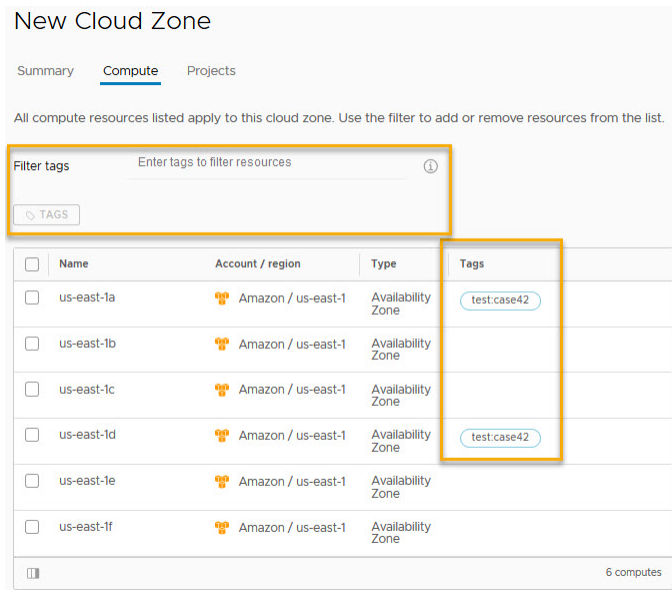 New Cloud Zone
Summary Compute Projects
All compute resources listed apply to this cloud zone. Use the filter to add or remove resources from the list.
Filter tags Enter tags to filter resources
TAGS
Name Account / region Type Tags
us-east-1a Amazon / us-east-1 Availability Zone test:case42
us-east-1b Amazon / us-east-1 Availability Zone
us-east-1c Amazon / us-east-1 Availability Zone
us-east-1d Amazon / us-east-1 Availability Zone test:case42
us-east-1e Amazon / us-east-1 Availability Zone
us-east-1f Amazon / us-east-1 Availability Zone
6 computes